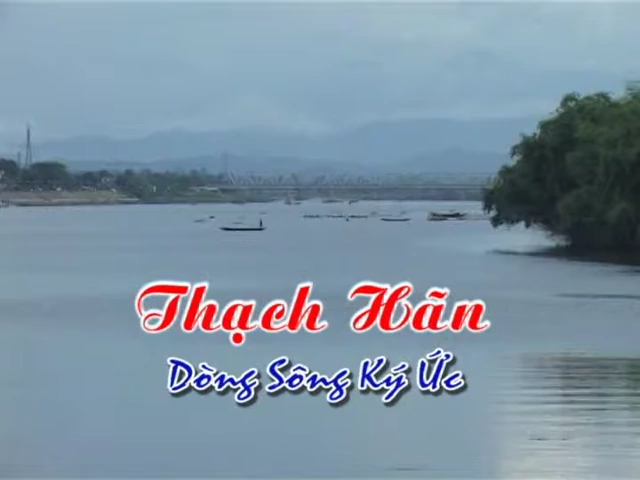 Thạch Hãn
Dòng Sông Ký Ức